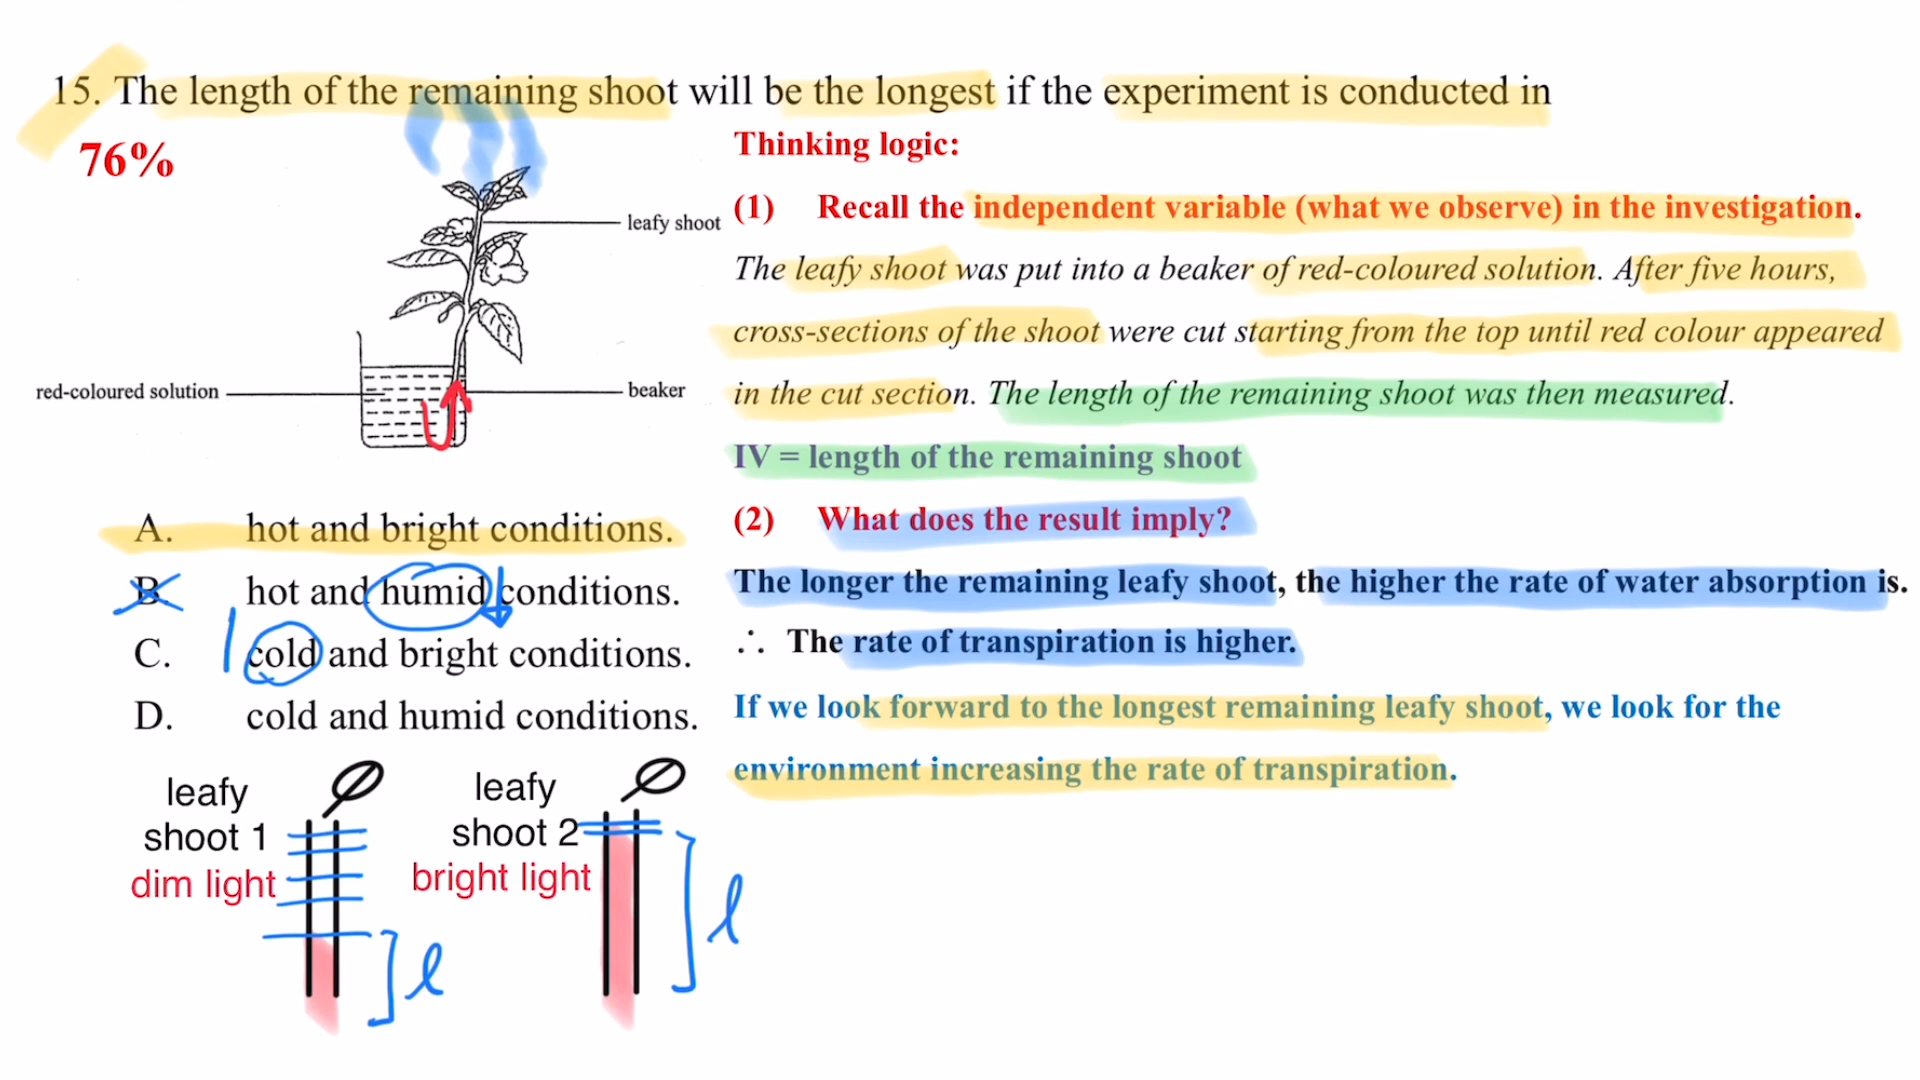 15. The length of the remaining shoot will be the longest if the experiment is conducted in
76%
leafy shoot
red-coloured solution
beaker
A. hot and bright conditions.
B. hot and humid conditions.
C. cold and bright conditions.
D. cold and humid conditions.
Thinking logic:
(1) Recall the independent variable (what we observe) in the investigation.
The leafy shoot was put into a beaker of red-coloured solution. After five hours,
cross-sections of the shoot were cut starting from the top until red colour appeared
in the cut section. The length of the remaining shoot was then measured.
IV = length of the remaining shoot
(2) What does the result imply?
The longer the remaining leafy shoot, the higher the rate of water absorption is.
∴ The rate of transpiration is higher.
If we look forward to the longest remaining leafy shoot, we look for the
environment increasing the rate of transpiration.
leafy
shoot 1
dim light
l
leafy
shoot 2
bright light
l